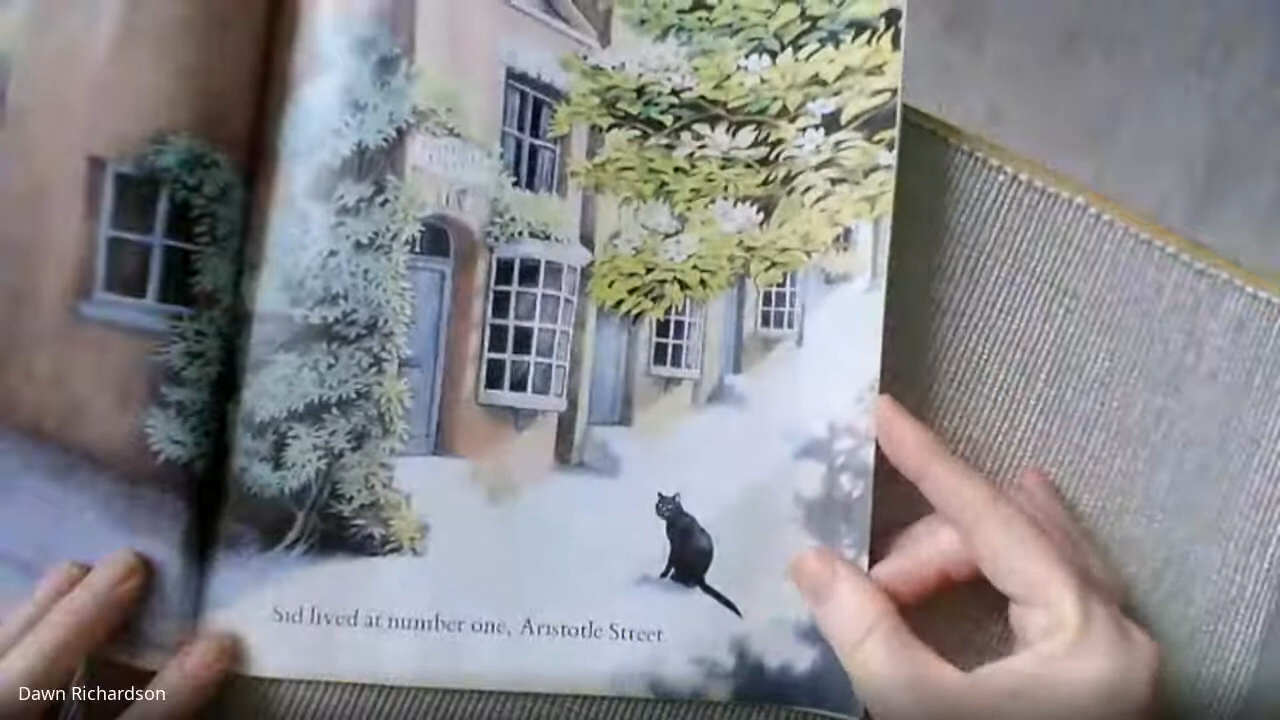 Sid lived at number one, Aristotle Street.
Dawn Richardson